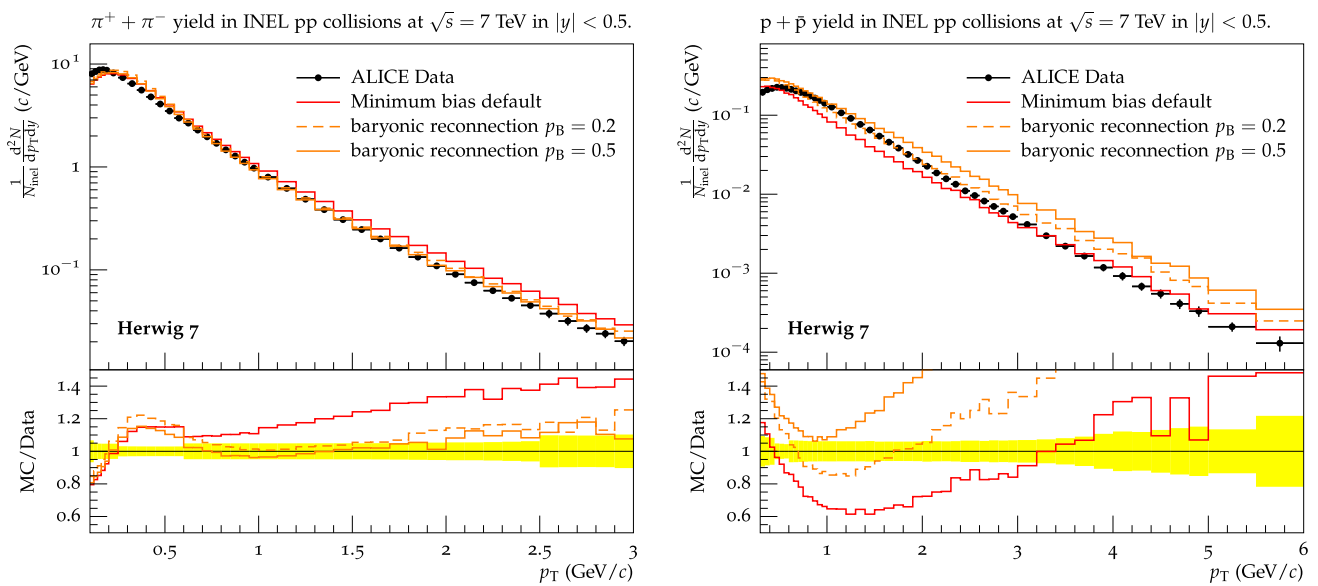 π⁺ + π⁻ yield in INEL pp collisions at √s = 7 TeV in |y| < 0.5.
1/N_inel d²N/dp_Tdy (c/GeV)
10¹
1
10⁻¹
ALICE Data
Minimum bias default
baryonic reconnection p_B = 0.2
baryonic reconnection p_B = 0.5
Herwig 7
MC/Data
1.4
1.2
1
0.8
0.6
0.5
1
1.5
2
2.5
3
p_T (GeV/c)
p + p̄ yield in INEL pp collisions at √s = 7 TeV in |y| < 0.5.
1/N_inel d²N/dp_Tdy (c/GeV)
10⁻¹
10⁻²
10⁻³
10⁻⁴
ALICE Data
Minimum bias default
baryonic reconnection p_B = 0.2
baryonic reconnection p_B = 0.5
Herwig 7
MC/Data
1.4
1.2
1
0.8
0.6
1
2
3
4
5
6
p_T (GeV/c)